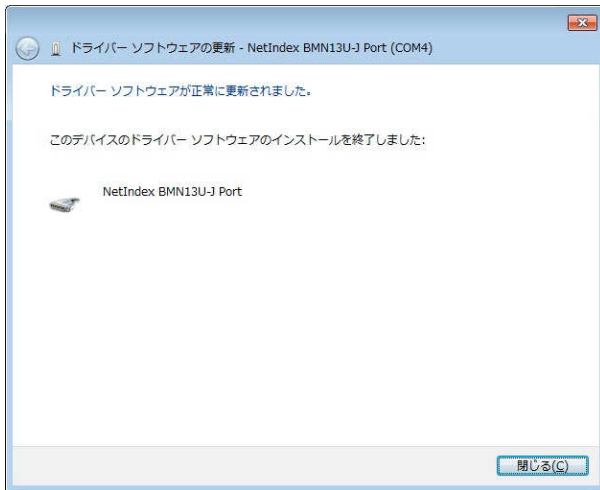 ドライバー ソフトウェアの更新 - NetIndex BMN13U-J Port (COM4)
ドライバー ソフトウェアが正常に更新されました。
このデバイスのドライバー ソフトウェアのインストールを終了しました:
NetIndex BMN13U-J Port
閉じる(C)